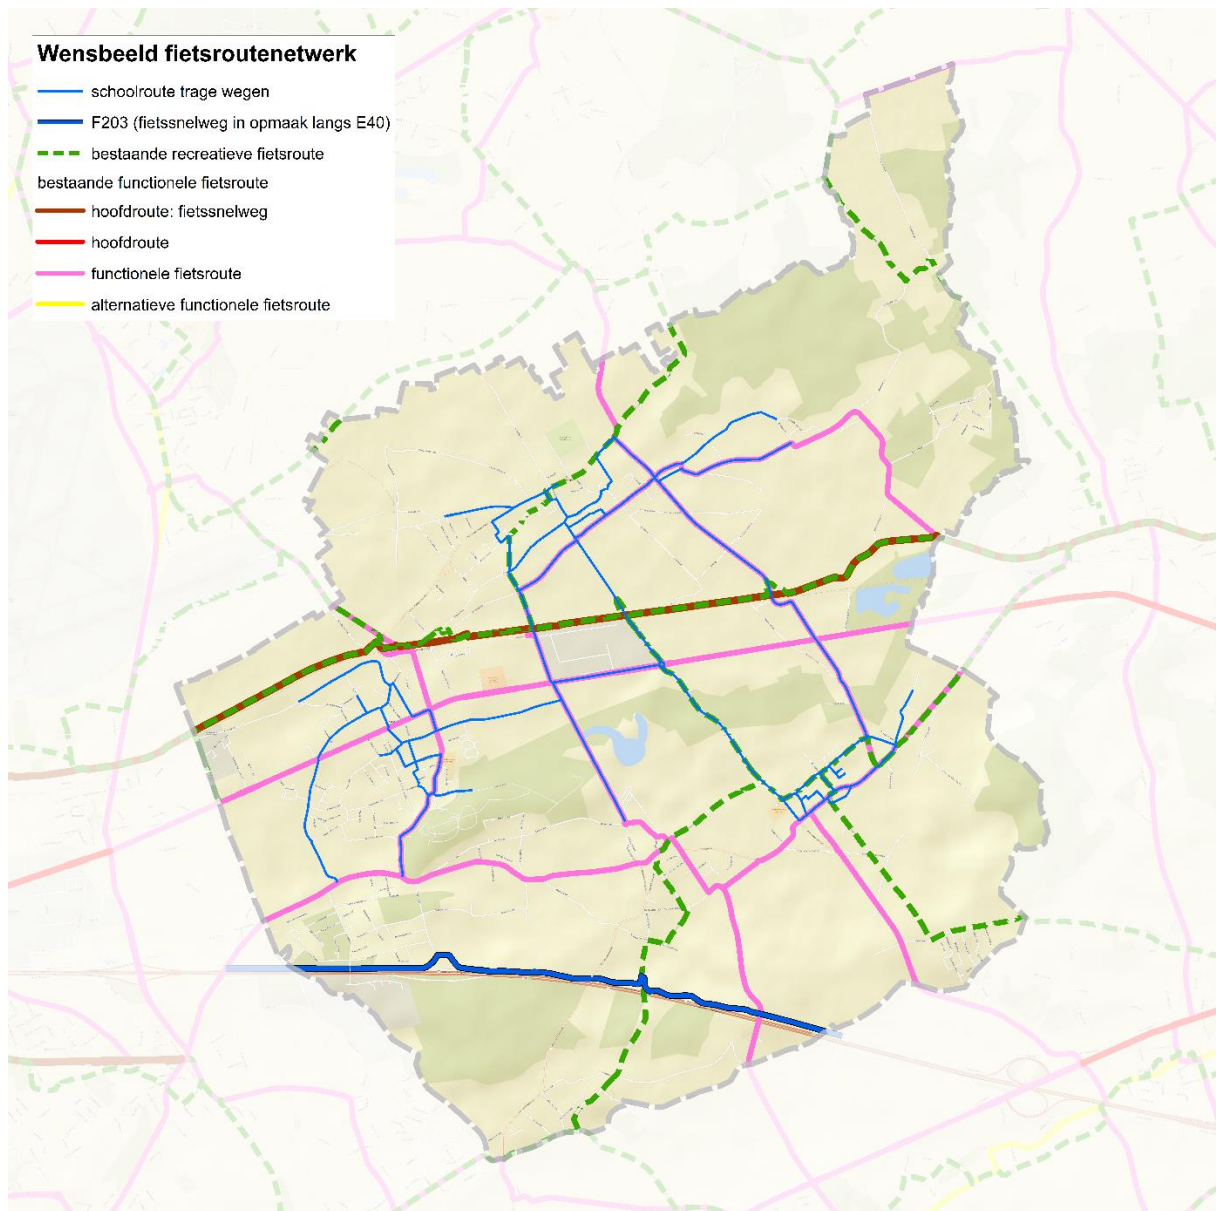 Wensbeeld fietsroutenetwerk
schoolroute trage wegen
F203 (fietssnelweg in opmaak langs E40)
bestaande recreatieve fietsroute
bestaande functionele fietsroute
hoofdroute: fietssnelweg
hoofdroute
functionele fietsroute
alternatieve functionele fietsroute